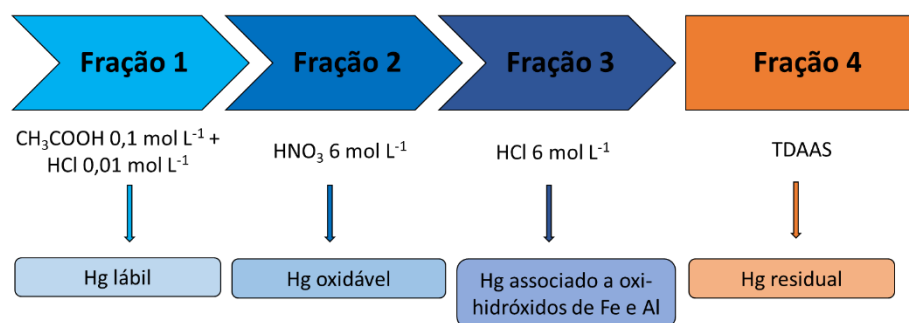 Fração 1
Fração 2
Fração 3
Fração 4
CH₃COOH 0,1 mol L⁻¹ +
HCl 0,01 mol L⁻¹
HNO₃ 6 mol L⁻¹
HCl 6 mol L⁻¹
TDAAS
Hg lábil
Hg oxidável
Hg associado a oxi-
hidróxidos de Fe e Al
Hg residual